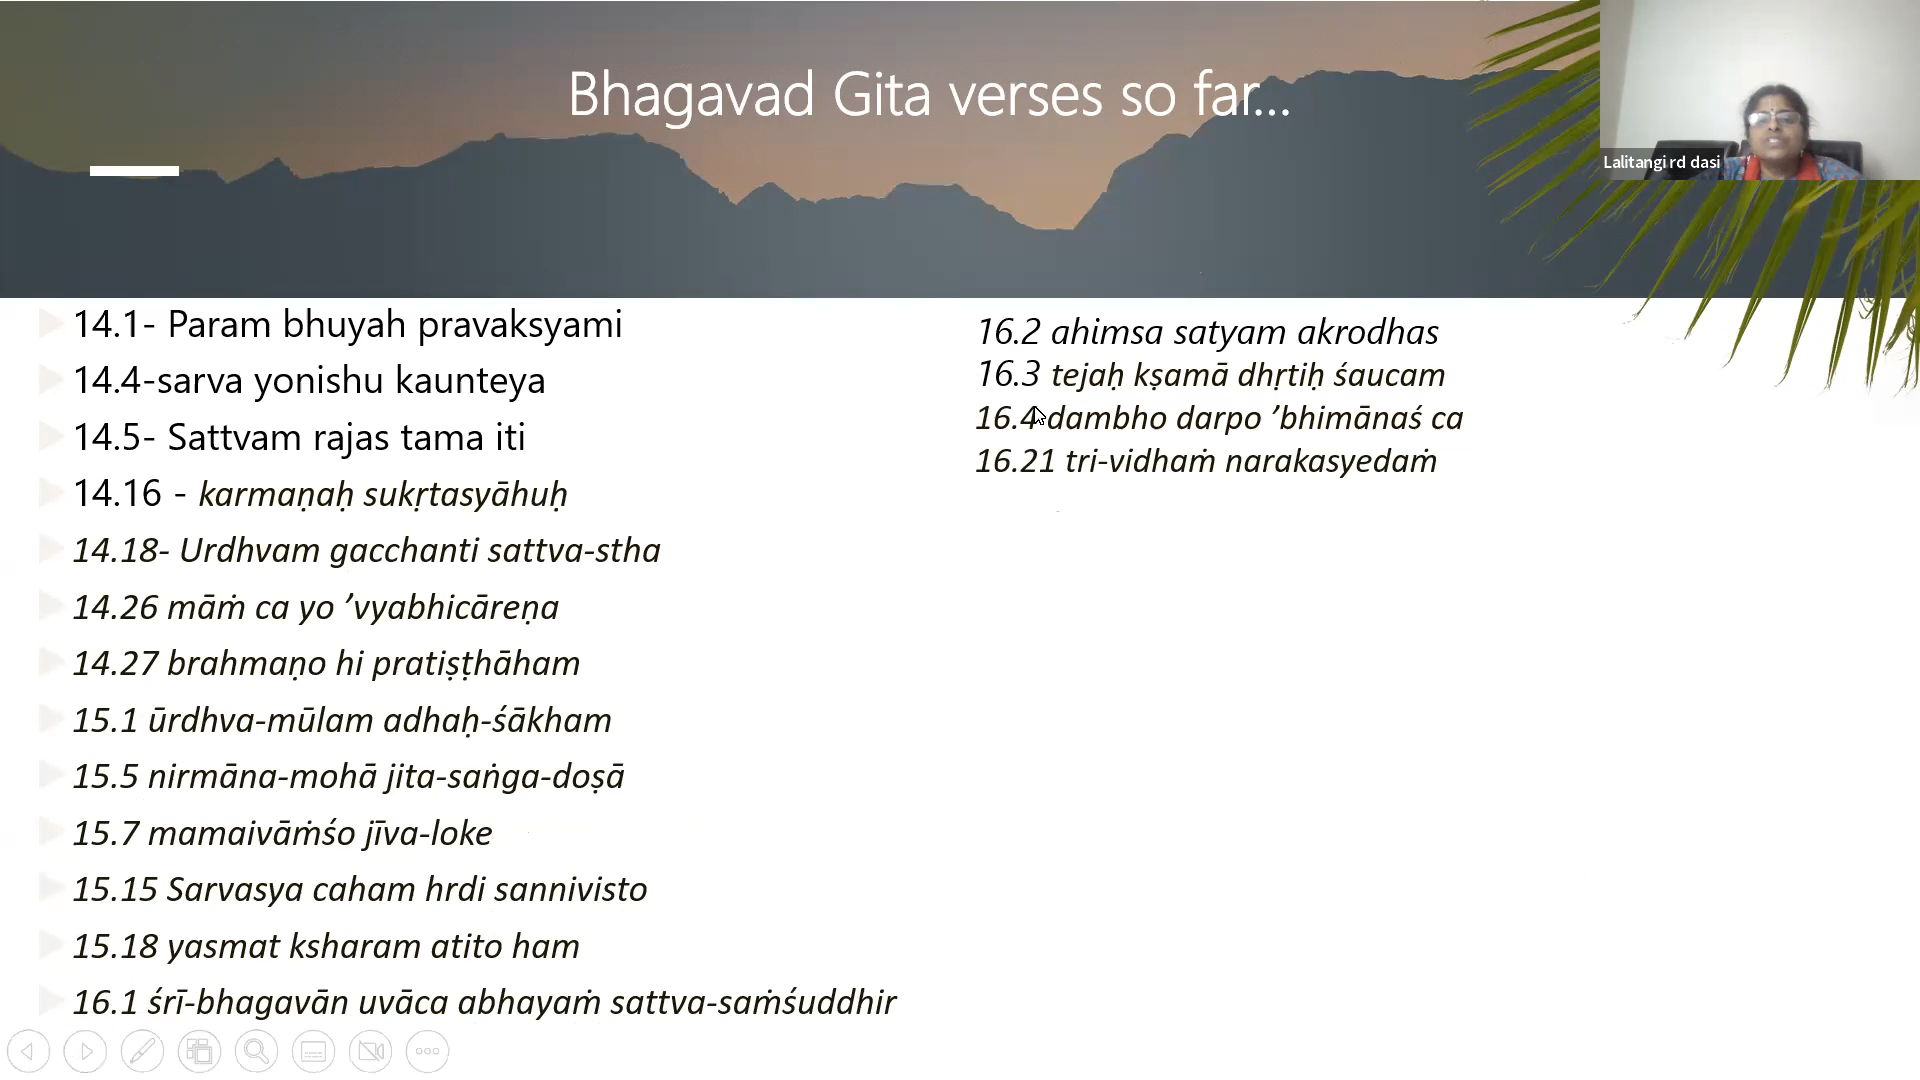 Bhagavad Gita verses so far...
Lalitangi rd dasi
14.1- Param bhuyah pravaksyami
14.4-sarva yonishu kaunteya
14.5- Sattvam rajas tama iti
14.16 - karmaṇaḥ sukṛtasyāhuḥ
14.18- Urdhvam gacchanti sattva-stha
14.26 māṁ ca yo ’vyabhicāreṇa
14.27 brahmaṇo hi pratiṣṭhāham
15.1 ūrdhva-mūlam adhaḥ-śākham
15.5 nirmāna-mohā jita-saṅga-doṣā
15.7 mamaivāṁśo jīva-loke
15.15 Sarvasya caham hrdi sannivisto
15.18 yasmat ksharam atito ham
16.1 śrī-bhagavān uvāca abhayaṁ sattva-saṁśuddhir
16.2 ahimsa satyam akrodhas
16.3 tejaḥ kṣamā dhṛtiḥ śaucam
16.4 dambho darpo ’bhimānaś ca
16.21 tri-vidhaṁ narakasyedaṁ